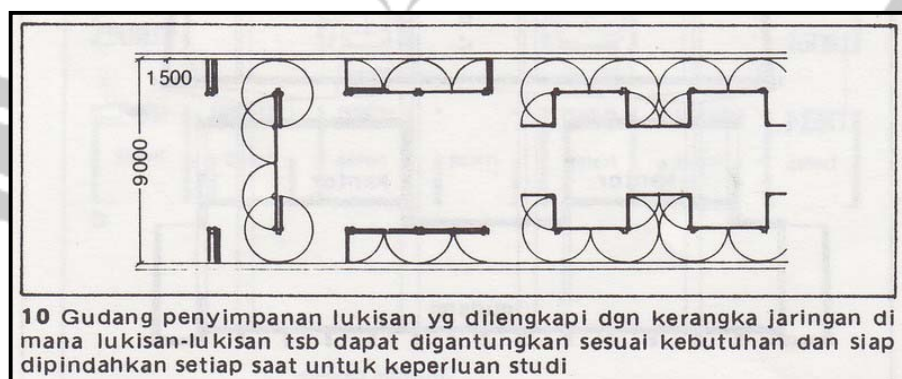 1500
9000
10 Gudang penyimpanan lukisan yg dilengkapi dgn kerangka jaringan di
mana lukisan-lukisan tsb dapat digantungkan sesuai kebutuhan dan siap
dipindahkan setiap saat untuk keperluan studi